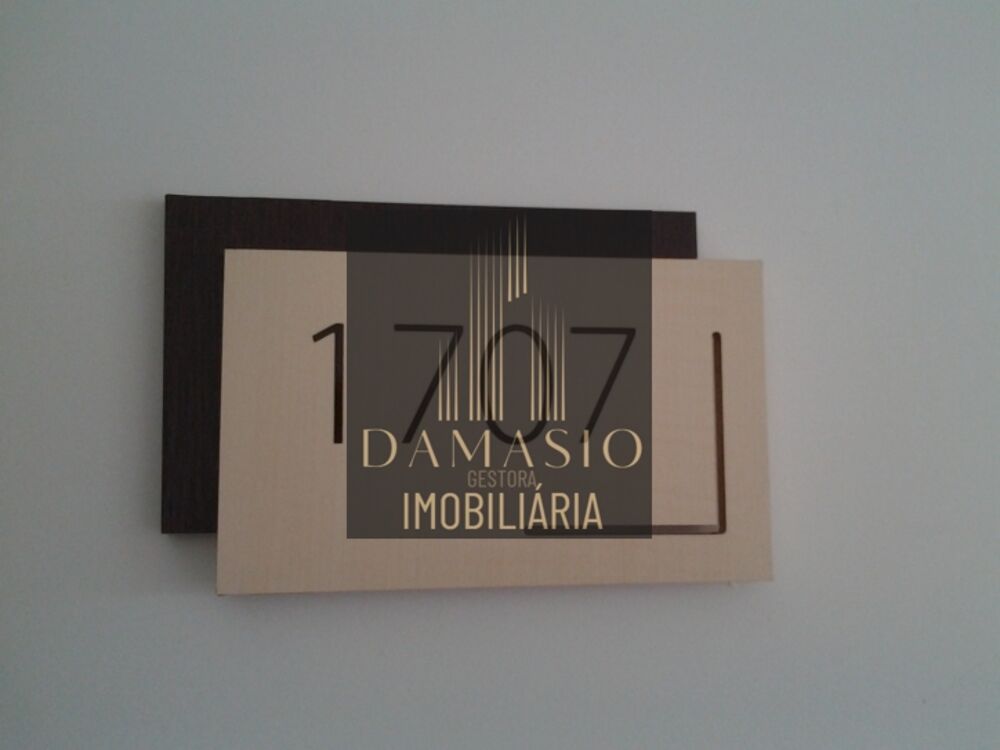 1707
DAMASIO
GESTORA
IMOBILIÁRIA